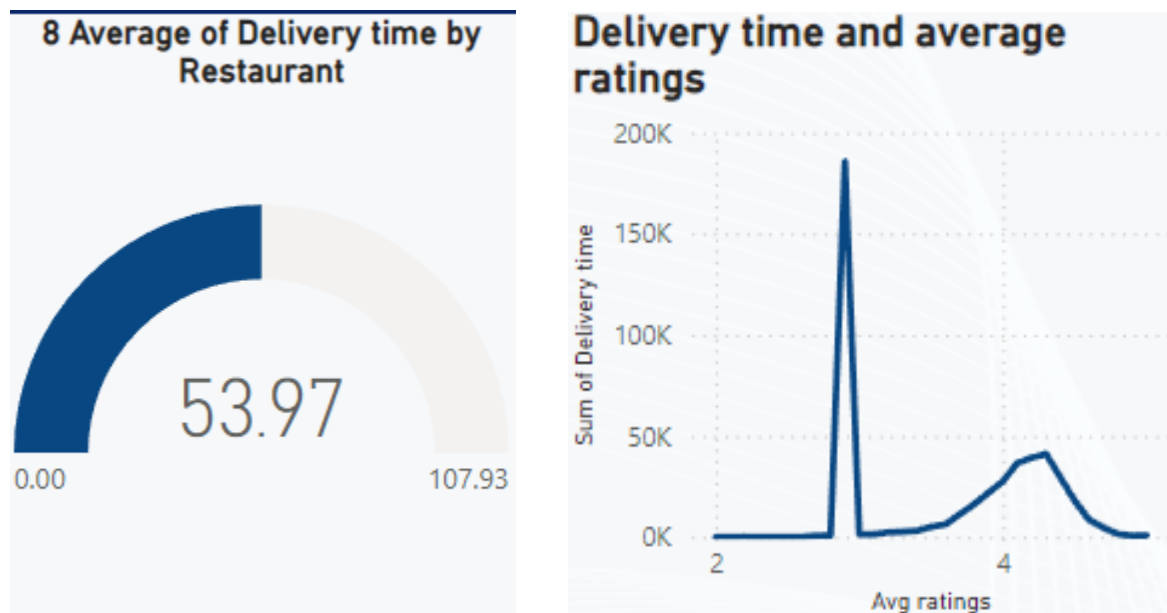 8 Average of Delivery time by
Restaurant
53.97
0.00
107.93
Delivery time and average
ratings
200K
150K
100K
50K
0K
Sum of Delivery time
2
4
Avg ratings